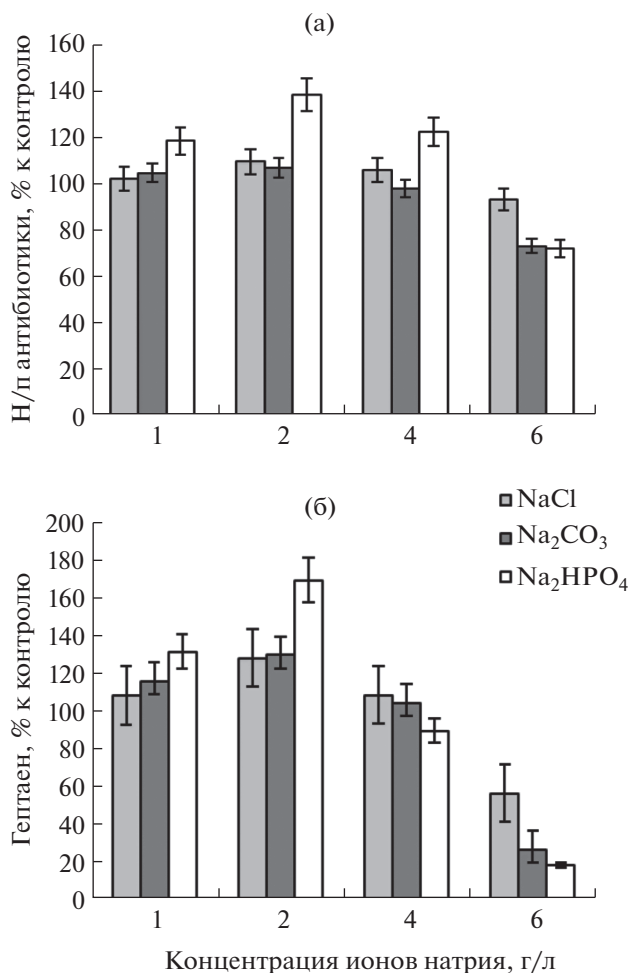 (а)
Н/п антибиотики, % к контролю
160
140
120
100
80
60
40
20
0
1 2 4 6
(б)
Гептаен, % к контролю
200
180
160
140
120
100
80
60
40
20
0
NaCl
Na₂CO₃
Na₂HPO₄
1 2 4 6
Концентрация ионов натрия, г/л